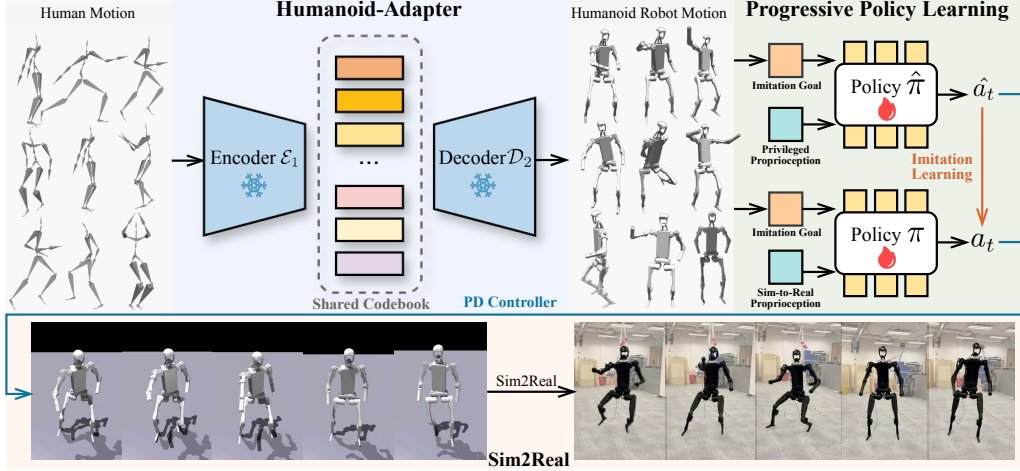 Human Motion
Humanoid-Adapter
Humanoid Robot Motion
Progressive Policy Learning
Encoder ℰ₁
...
Decoder 𝒟₂
Shared Codebook
PD Controller
Imitation Goal
Privileged
Proprioception
Policy π̂
â_t
Imitation
Learning
Imitation Goal
Sim-to-Real
Proprioception
Policy π
a_t
Sim2Real
Sim2Real